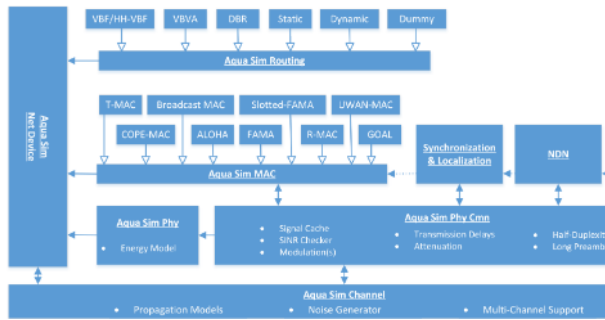 VBF/HH-VBF
VBVA
DBR
Static
Dynamic
Dummy
Aqua Sim Routing
Aqua Sim
Net Device
T-MAC
Broadcast MAC
Slotted-FAMA
UWAN-MAC
COPE-MAC
ALOHA
FAMA
R-MAC
GOAL
Aqua Sim MAC
Synchronization
& Localization
NDN
Aqua Sim Phy
• Energy Model
Aqua Sim Phy Cmn
• Signal Cache
• SINR Checker
• Modulation(s)
• Transmission Delays
• Attenuation
• Half-Duplexit
• Long Preamb
Aqua Sim Channel
• Propagation Models
• Noise Generator
• Multi-Channel Support